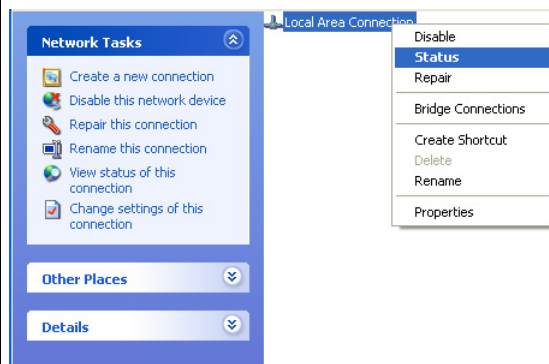 Network Tasks
Create a new connection
Disable this network device
Repair this connection
Rename this connection
View status of this
connection
Change settings of this
connection
Other Places
Details
Local Area Connection
Disable
Status
Repair
Bridge Connections
Create Shortcut
Delete
Rename
Properties